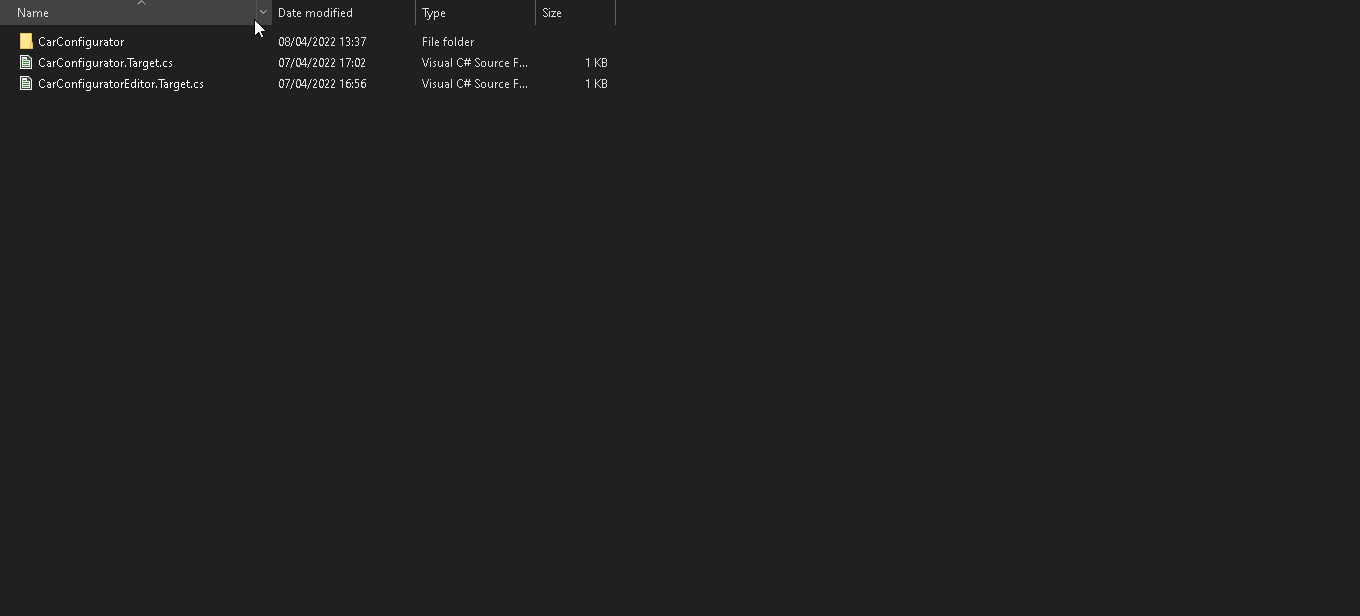 Name Date modified Type Size
CarConfigurator 08/04/2022 13:37 File folder
CarConfigurator.Target.cs 07/04/2022 17:02 Visual C# Source F... 1 KB
CarConfiguratorEditor.Target.cs 07/04/2022 16:56 Visual C# Source F... 1 KB